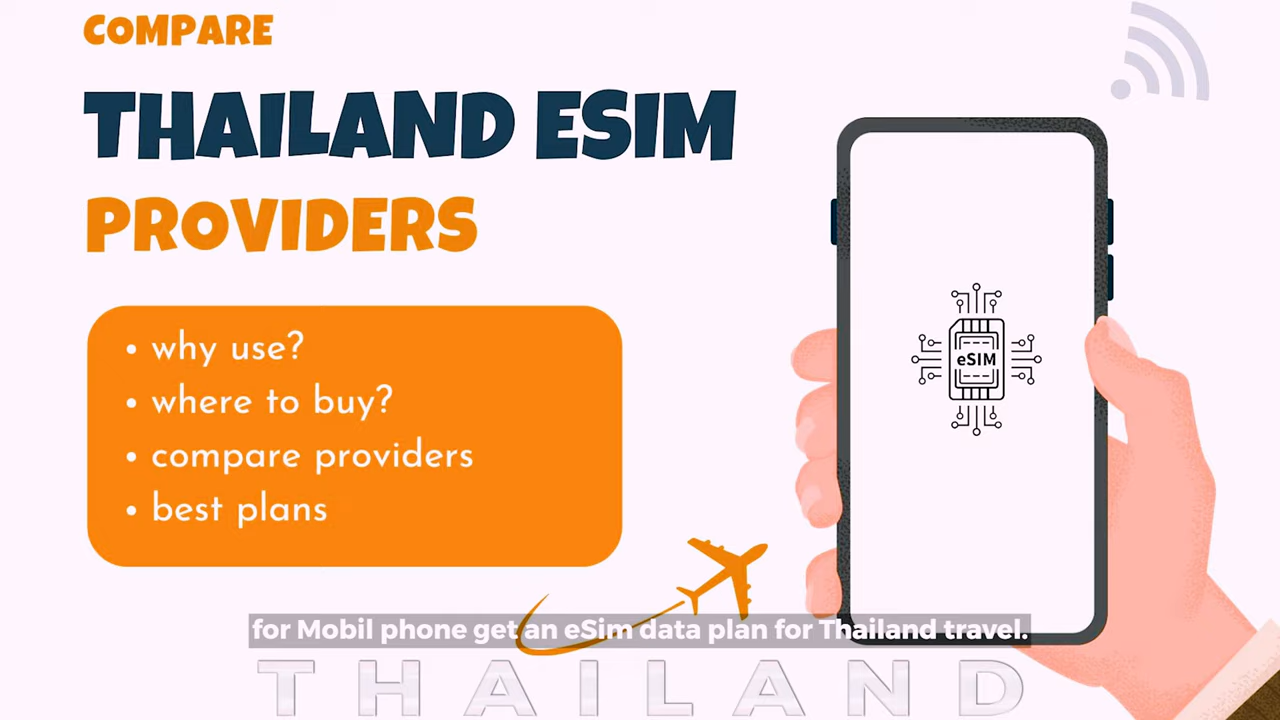 COMPARE
THAILAND ESIM
PROVIDERS
• why use?
• where to buy?
• compare providers
• best plans
eSIM
for Mobil phone get an eSim data plan for Thailand travel.
THAILAND